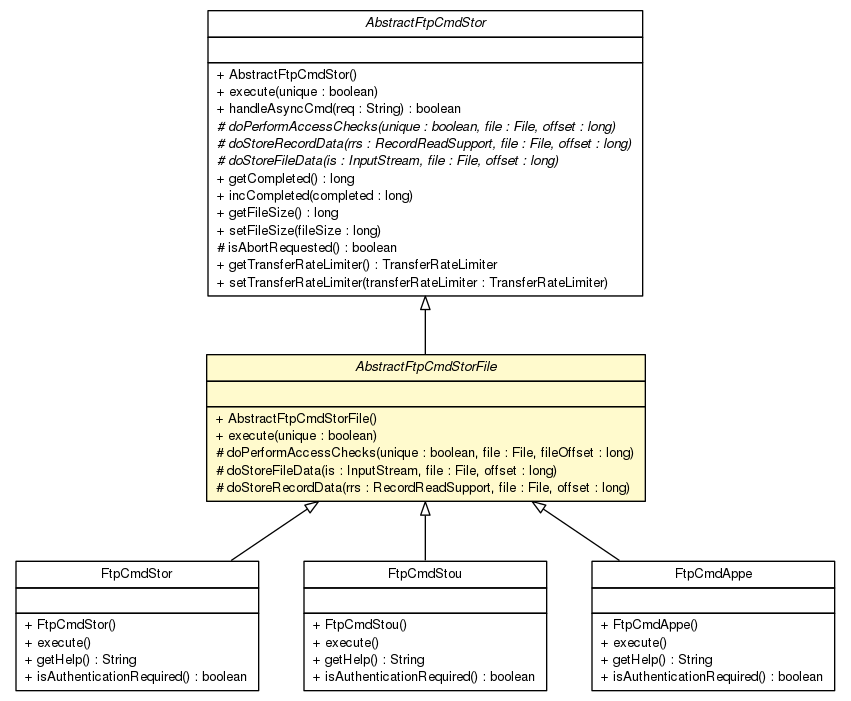 AbstractFtpCmdStor
+ AbstractFtpCmdStor()
+ execute(unique : boolean)
+ handleAsyncCmd(req : String) : boolean
# doPerformAccessChecks(unique : boolean, file : File, offset : long)
# doStoreRecordData(rrs : RecordReadSupport, file : File, offset : long)
# doStoreFileData(is : InputStream, file : File, offset : long)
+ getCompleted() : long
+ incCompleted(completed : long)
+ getFileSize() : long
+ setFileSize(fileSize : long)
# isAbortRequested() : boolean
+ getTransferRateLimiter() : TransferRateLimiter
+ setTransferRateLimiter(transferRateLimiter : TransferRateLimiter)
AbstractFtpCmdStorFile
+ AbstractFtpCmdStorFile()
+ execute(unique : boolean)
# doPerformAccessChecks(unique : boolean, file : File, fileOffset : long)
# doStoreFileData(is : InputStream, file : File, offset : long)
# doStoreRecordData(rrs : RecordReadSupport, file : File, offset : long)
FtpCmdStor
+ FtpCmdStor()
+ execute()
+ getHelp() : String
+ isAuthenticationRequired() : boolean
FtpCmdStou
+ FtpCmdStou()
+ execute()
+ getHelp() : String
+ isAuthenticationRequired() : boolean
FtpCmdAppe
+ FtpCmdAppe()
+ execute()
+ getHelp() : String
+ isAuthenticationRequired() : boolean